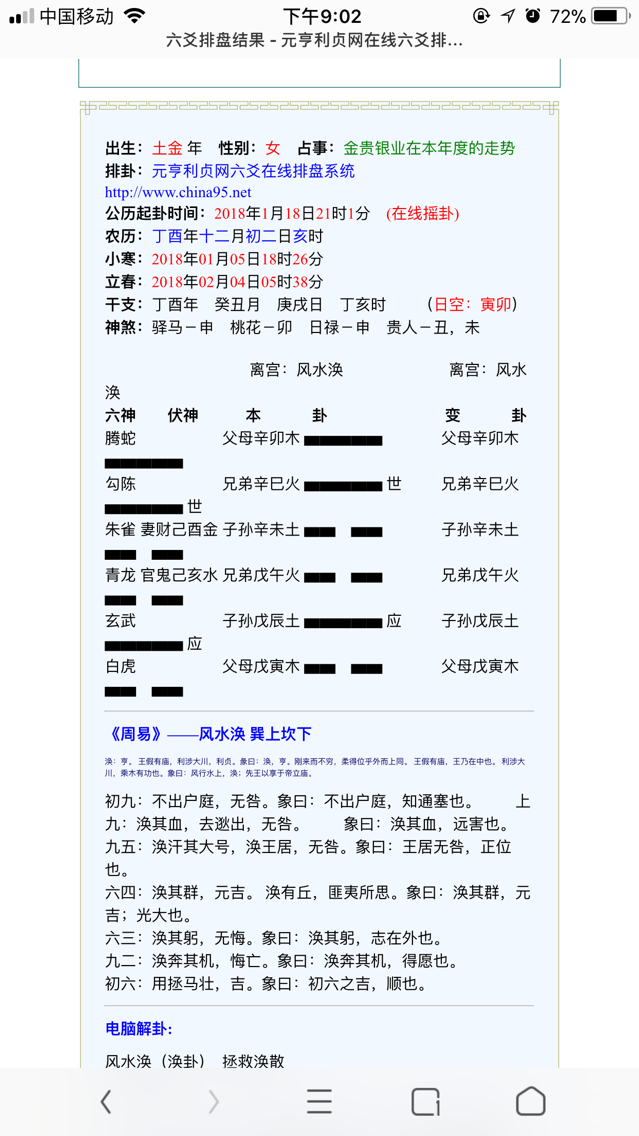 中国移动 下午9:02 72%
六爻排盘结果 - 元亨利贞网在线六爻排...
出生：土金 年 性别：女 占事：金贵银业在本年度的走势
排卦：元亨利贞网六爻在线排盘系统
http://www.china95.net
公历起卦时间：2018年1月18日21时1分 (在线摇卦)
农历：丁酉年十二月初二日亥时
小寒：2018年01月05日18时26分
立春：2018年02月04日05时38分
干支：丁酉年 癸丑月 庚戌日 丁亥时 （日空：寅卯）
神煞：驿马－申 桃花－卯 日禄－申 贵人－丑，未
离宫：风水涣 离宫：风水
涣
六神 伏神 本 卦 变 卦
腾蛇 父母辛卯木 父母辛卯木
勾陈 兄弟辛巳火 世 兄弟辛巳火
世
朱雀 妻财己酉金 子孙辛未土 子孙辛未土
青龙 官鬼己亥水 兄弟戊午火 兄弟戊午火
玄武 子孙戊辰土 应 子孙戊辰土
应
白虎 父母戊寅木 父母戊寅木
《周易》——风水涣 巽上坎下
涣：亨。 王假有庙，利涉大川，利贞。彖曰：涣，亨。刚来而不穷，柔得位乎外而上同。 王假有庙，王乃在中也。 利涉大
川，乘木有功也。象曰：风行水上，涣；先王以享于帝立庙。
初九：不出户庭，无咎。象曰：不出户庭，知通塞也。 上
九：涣其血，去逖出，无咎。 象曰：涣其血，远害也。
九五：涣汗其大号，涣王居，无咎。象曰：王居无咎，正位
也。
六四：涣其群，元吉。 涣有丘，匪夷所思。象曰：涣其群，元
吉；光大也。
六三：涣其躬，无悔。象曰：涣其躬，志在外也。
九二：涣奔其机，悔亡。象曰：涣奔其机，得愿也。
初六：用拯马壮，吉。象曰：初六之吉，顺也。
电脑解卦:
风水涣（涣卦） 拯救涣散